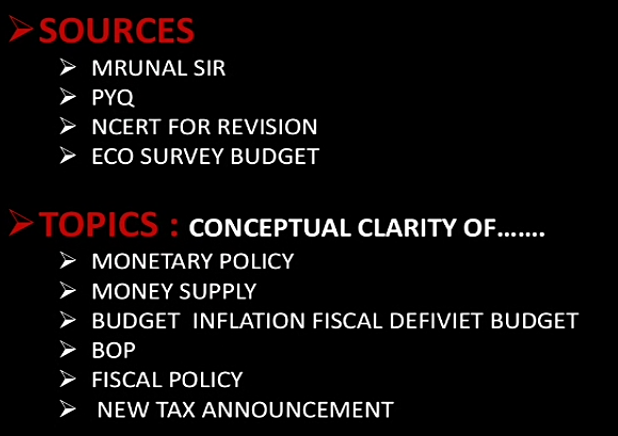 ➢SOURCES
➢ MRUNAL SIR
➢ PYQ
➢ NCERT FOR REVISION
➢ ECO SURVEY BUDGET
➢TOPICS : CONCEPTUAL CLARITY OF.......
➢ MONETARY POLICY
➢ MONEY SUPPLY
➢ BUDGET INFLATION FISCAL DEFIVIET BUDGET
➢ BOP
➢ FISCAL POLICY
➢ NEW TAX ANNOUNCEMENT